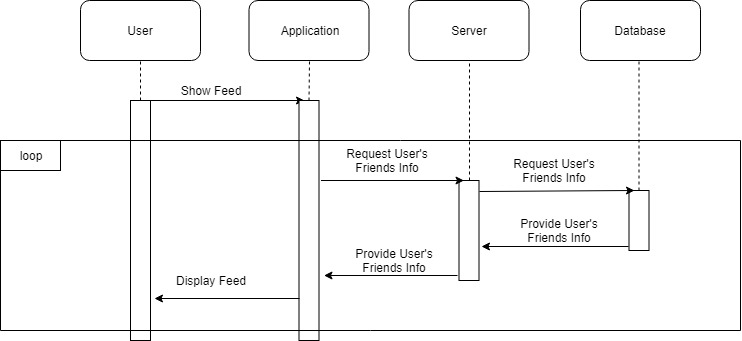 User
Application
Server
Database
Show Feed
loop
Request User's
Friends Info
Request User's
Friends Info
Provide User's
Friends Info
Provide User's
Friends Info
Display Feed